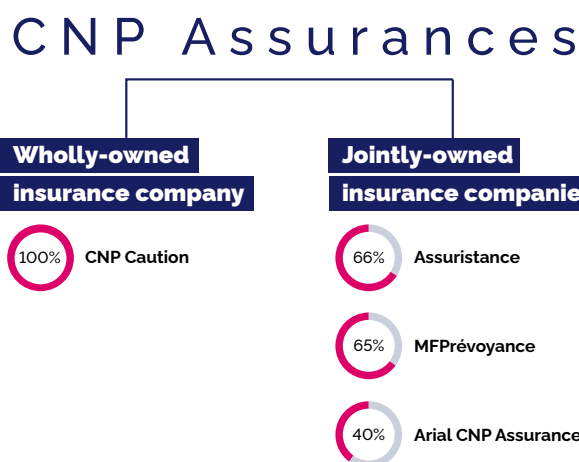 CNP Assurances
Wholly-owned
insurance company
100% CNP Caution
Jointly-owned
insurance companie
66% Assuristance
65% MFPrévoyance
40% Arial CNP Assurance